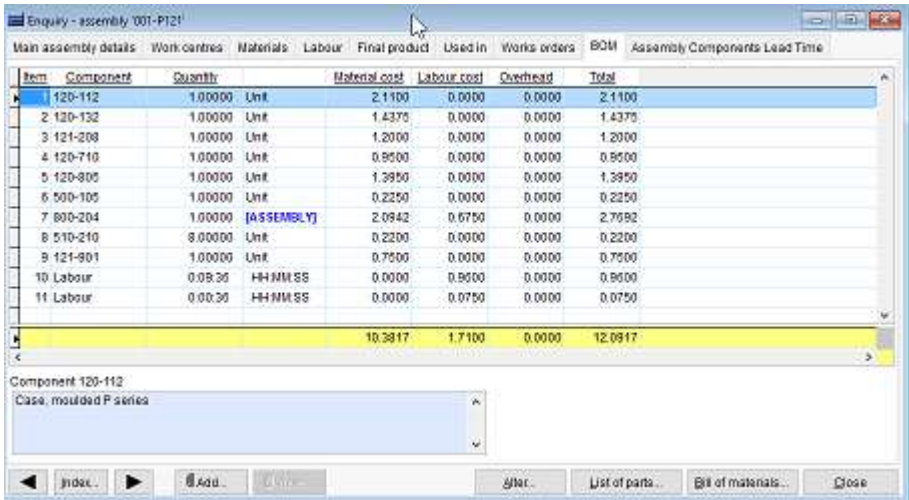 Enquiry - assembly '001-P121'
Main assembly details Work centres Materials Labour Final product Used in Works orders BOM Assembly Components Lead Time
Item Component Quantity Material cost Labour cost Overhead Total
1 120-112 1.00000 Unit 2.1100 0.0000 0.0000 2.1100
2 120-132 1.00000 Unit 1.4375 0.0000 0.0000 1.4375
3 121-208 1.00000 Unit 1.2000 0.0000 0.0000 1.2000
4 120-710 1.00000 Unit 0.9500 0.0000 0.0000 0.9500
5 120-805 1.00000 Unit 1.3950 0.0000 0.0000 1.3950
6 500-105 1.00000 Unit 0.2250 0.0000 0.0000 0.2250
7 800-204 1.00000 [ASSEMBLY] 2.0942 0.6750 0.0000 2.7692
8 510-210 8.00000 Unit 0.2200 0.0000 0.0000 0.2200
9 121-901 1.00000 Unit 0.7500 0.0000 0.0000 0.7500
10 Labour 0:09:36 HH:MM:SS 0.0000 0.9600 0.0000 0.9600
11 Labour 0:00:36 HH:MM:SS 0.0000 0.0750 0.0000 0.0750
10.3817 1.7100 0.0000 12.0917
Component 120-112
Case, moulded P series
Index... Add... Alter... List of parts... Bill of materials... Close